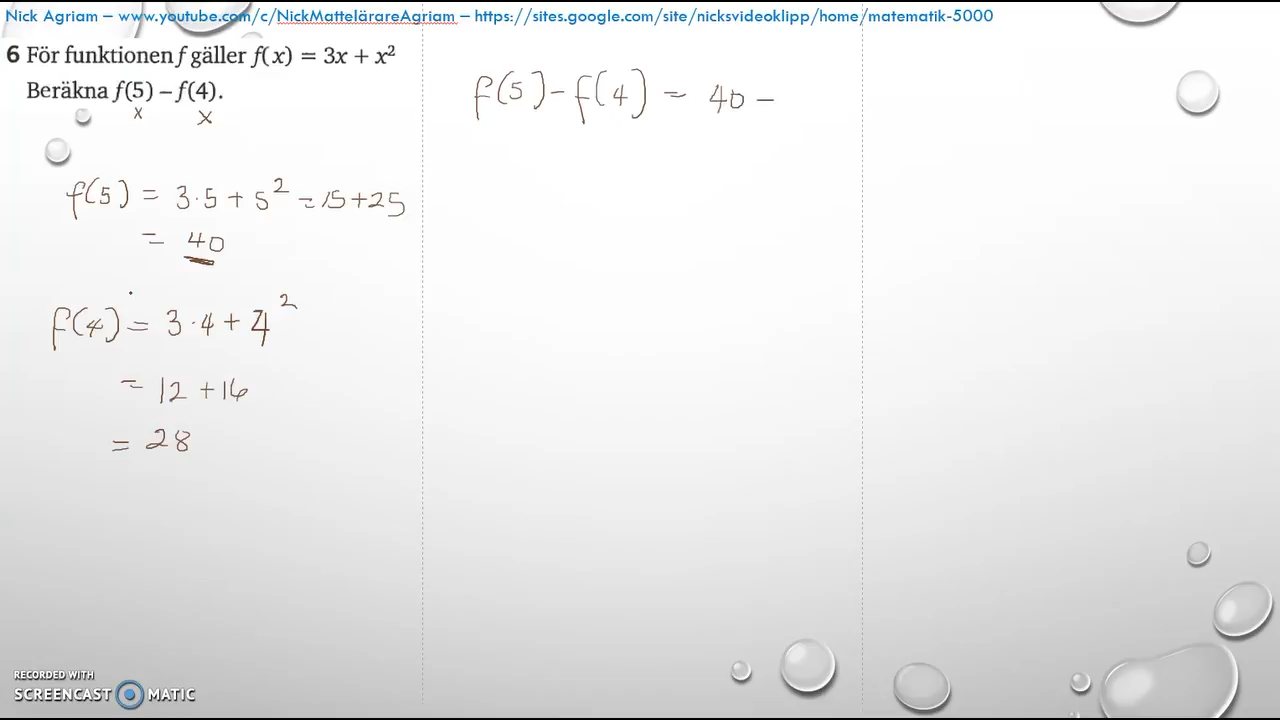 Nick Agriam – www.youtube.com/c/NickMattelärareAgriam – https://sites.google.com/site/nicksvideoklipp/home/matematik-5000
6 För funktionen f gäller f(x) = 3x + x²
Beräkna f(5) – f(4).
x x
f(5) = 3·5 + 5² = 15+25
= 40
f(4) = 3·4 + 4²
= 12 + 16
= 28
f(5) – f(4) = 40 –
RECORDED WITH
SCREENCAST MATIC